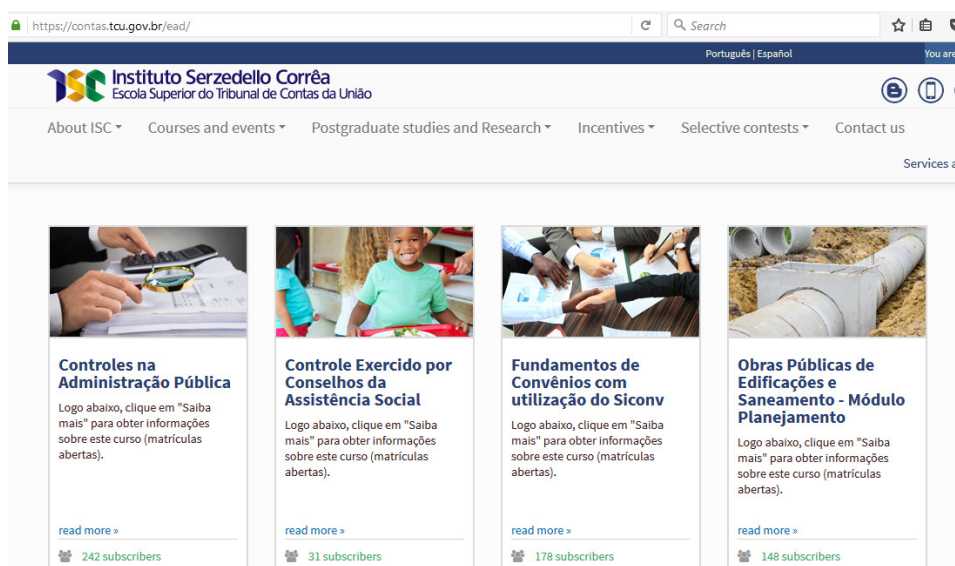 https://contas.tcu.gov.br/ead/
Search
Português | Español
You are
ISC Instituto Serzedello Corrêa
Escola Superior do Tribunal de Contas da União
About ISC Courses and events Postgraduate studies and Research Incentives Selective contests Contact us
Services a
Controles na
Administração Pública
Logo abaixo, clique em "Saiba
mais" para obter informações
sobre este curso (matrículas
abertas).
read more »
242 subscribers
Controle Exercido por
Conselhos da
Assistência Social
Logo abaixo, clique em "Saiba
mais" para obter informações
sobre este curso (matrículas
abertas).
read more »
31 subscribers
Fundamentos de
Convênios com
utilização do Siconv
Logo abaixo, clique em "Saiba
mais" para obter informações
sobre este curso (matrículas
abertas).
read more »
178 subscribers
Obras Públicas de
Edificações e
Saneamento - Módulo
Planejamento
Logo abaixo, clique em "Saiba
mais" para obter informações
sobre este curso (matrículas
abertas).
read more »
148 subscribers